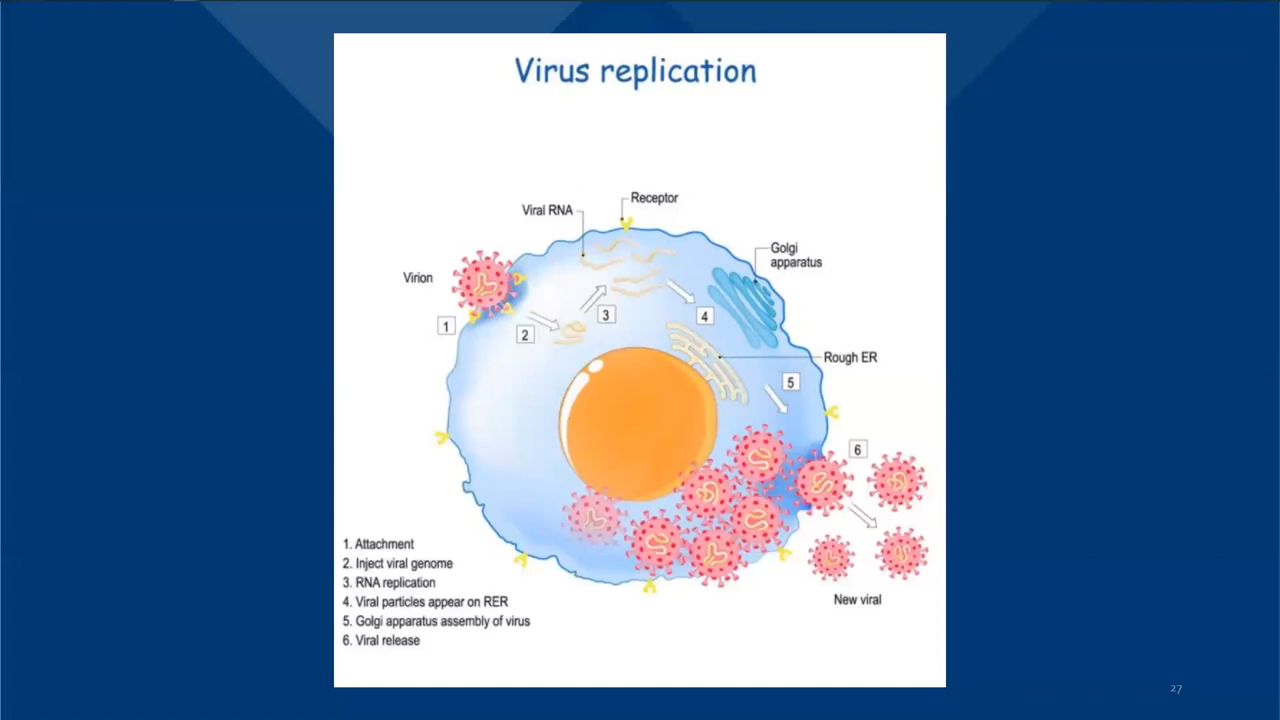 Virus replication
Receptor
Viral RNA
Golgi
apparatus
Virion
1
2
3
4
Rough ER
5
6
1. Attachment
2. Inject viral genome
3. RNA replication
4. Viral particles appear on RER
5. Golgi apparatus assembly of virus
6. Viral release
New viral
27